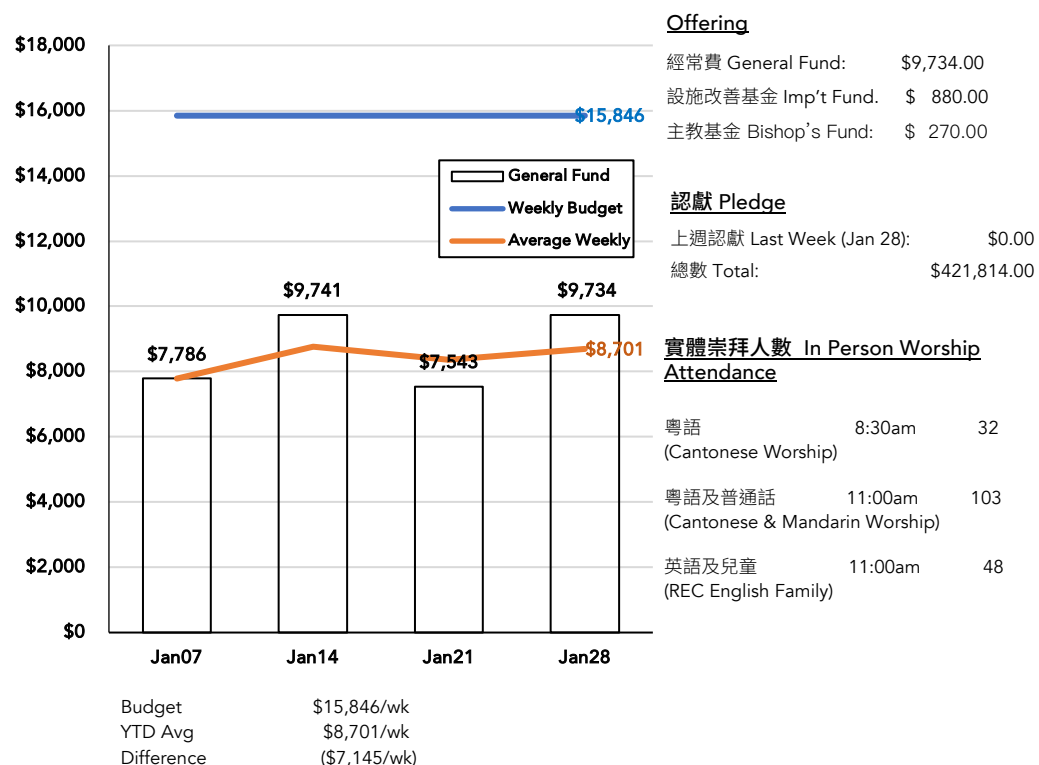 $18,000
$16,000
$14,000
$12,000
$10,000
$8,000
$6,000
$4,000
$2,000
$0
$15,846
General Fund
Weekly Budget
Average Weekly
$7,786
$9,741
$7,543
$9,734
$8,701
Jan07 Jan14 Jan21 Jan28
Budget $15,846/wk
YTD Avg $8,701/wk
Difference ($7,145/wk)
Offering
經常費 General Fund: $9,734.00
設施改善基金 Imp't Fund. $ 880.00
主教基金 Bishop's Fund: $ 270.00
認獻 Pledge
上週認獻 Last Week (Jan 28): $0.00
總數 Total: $421,814.00
實體崇拜人數 In Person Worship
Attendance
粵語 8:30am 32
(Cantonese Worship)
粵語及普通話 11:00am 103
(Cantonese & Mandarin Worship)
英語及兒童 11:00am 48
(REC English Family)